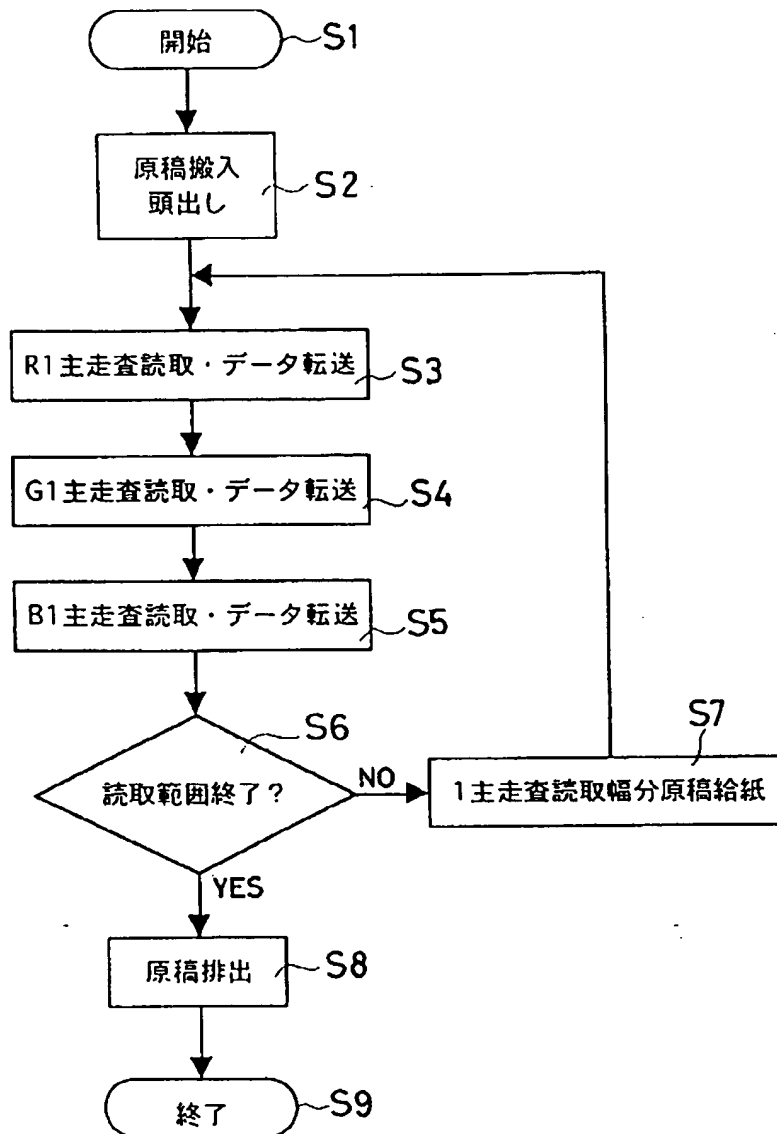 開始
S1
原稿搬入
頭出し
S2
R1主走査読取・データ転送
S3
G1主走査読取・データ転送
S4
B1主走査読取・データ転送
S5
読取範囲終了？
S6
NO
1主走査読取幅分原稿給紙
S7
YES
原稿排出
S8
終了
S9